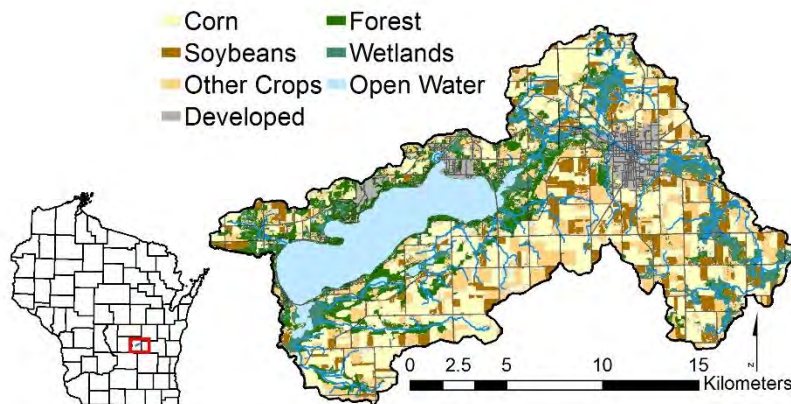 Corn
Forest
Soybeans
Wetlands
Other Crops
Open Water
Developed
0 2.5 5 10 15
Kilometers
N